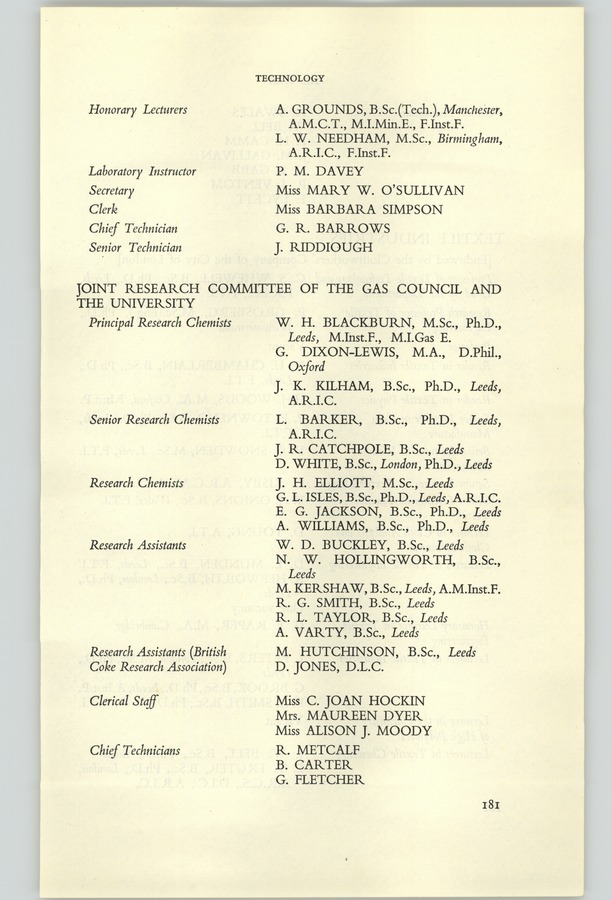 TECHNOLOGY
Honorary Lecturers A. GROUNDS, B.Sc.(Tech.), Manchester,
A.M.C.T., M.I.Min.E., F.Inst.F.
L. W. NEEDHAM, M.Sc., Birmingham,
A.R.I.C., F.Inst.F.
Laboratory Instructor P. M. DAVEY
Secretary Miss MARY W. O'SULLIVAN
Clerk Miss BARBARA SIMPSON
Chief Technician G. R. BARROWS
Senior Technician J. RIDDIOUGH
JOINT RESEARCH COMMITTEE OF THE GAS COUNCIL AND
THE UNIVERSITY
Principal Research Chemists W. H. BLACKBURN, M.Sc., Ph.D.,
Leeds, M.Inst.F., M.I.Gas E.
G. DIXON-LEWIS, M.A., D.Phil.,
Oxford
J. K. KILHAM, B.Sc., Ph.D., Leeds,
A.R.I.C.
Senior Research Chemists L. BARKER, B.Sc., Ph.D., Leeds,
A.R.I.C.
J. R. CATCHPOLE, B.Sc., Leeds
D. WHITE, B.Sc., London, Ph.D., Leeds
Research Chemists J. H. ELLIOTT, M.Sc., Leeds
G. L. ISLES, B.Sc., Ph.D., Leeds, A.R.I.C.
E. G. JACKSON, B.Sc., Ph.D., Leeds
A. WILLIAMS, B.Sc., Ph.D., Leeds
Research Assistants W. D. BUCKLEY, B.Sc., Leeds
N. W. HOLLINGWORTH, B.Sc.,
Leeds
M. KERSHAW, B.Sc., Leeds, A.M.Inst.F.
R. G. SMITH, B.Sc., Leeds
R. L. TAYLOR, B.Sc., Leeds
A. VARTY, B.Sc., Leeds
Research Assistants (British M. HUTCHINSON, B.Sc., Leeds
Coke Research Association) D. JONES, D.L.C.
Clerical Staff Miss C. JOAN HOCKIN
Mrs. MAUREEN DYER
Miss ALISON J. MOODY
Chief Technicians R. METCALF
B. CARTER
G. FLETCHER
181